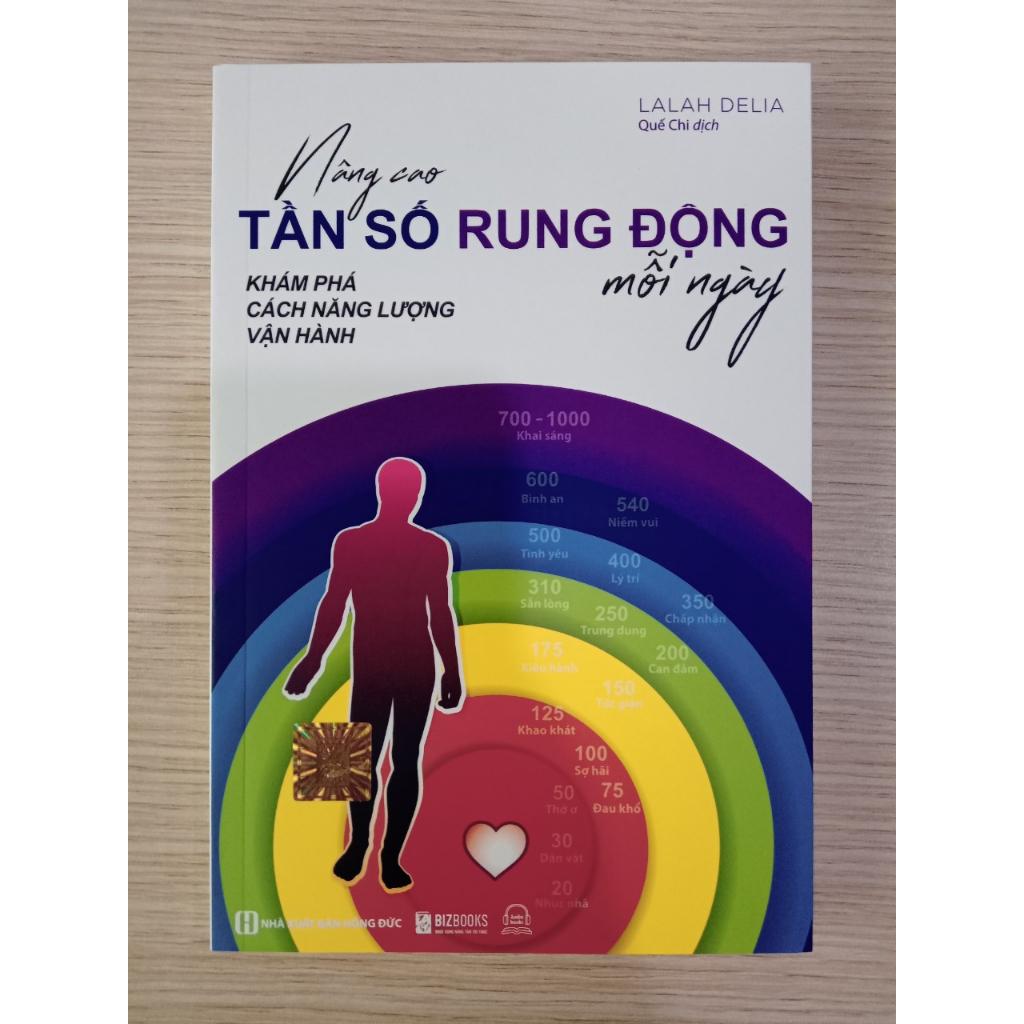 LALAH DELIA
Quế Chi dịch
Nâng cao
TẦN SỐ RUNG ĐỘNG
mỗi ngày
KHÁM PHÁ
CÁCH NĂNG LƯỢNG
VẬN HÀNH
700 - 1000
Khai sáng
600
Bình an
540
Niềm vui
500
Tình yêu
400
Lý trí
350
Chấp nhận
310
Sẵn lòng
250
Trung dung
200
Can đảm
175
Kiêu hãnh
150
Tức giận
125
Khao khát
100
Sợ hãi
75
Đau khổ
50
Thờ ơ
30
Dằn vặt
20
Nhục nhã
NHÀ XUẤT BẢN HỒNG ĐỨC
BIZBOOKS